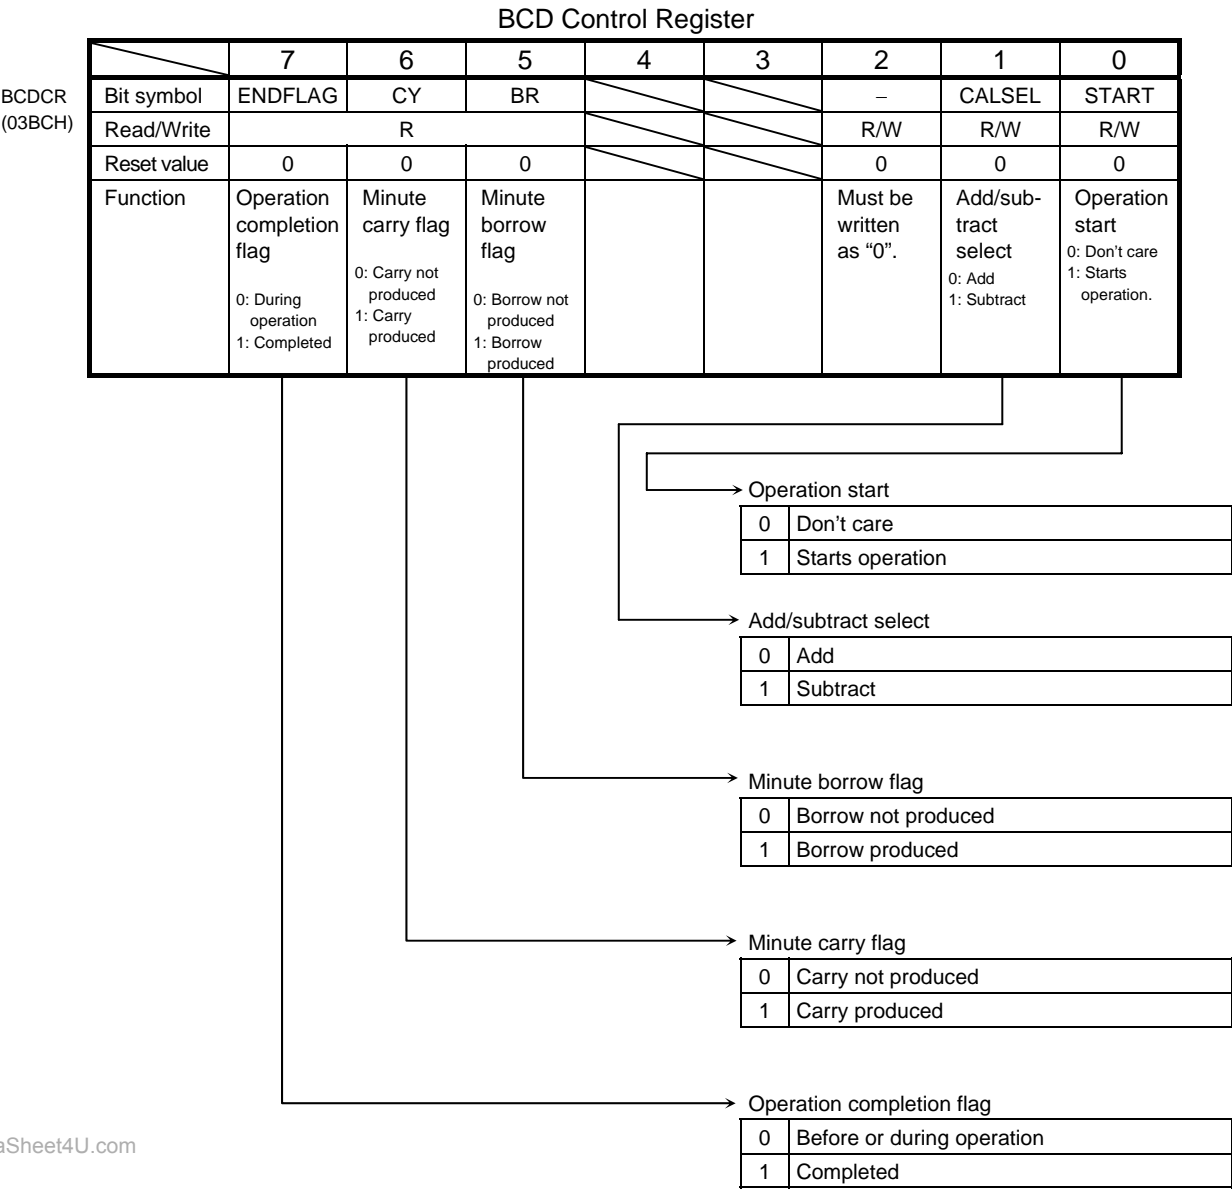 BCD Control Register
7 6 5 4 3 2 1 0
BCDCR
(03BCH)
Bit symbol ENDFLAG CY BR – CALSEL START
Read/Write R R/W R/W R/W
Reset value 0 0 0 0 0 0
Function
Operation
completion
flag
0: During
operation
1: Completed
Minute
carry flag
0: Carry not
produced
1: Carry
produced
Minute
borrow
flag
0: Borrow not
produced
1: Borrow
produced
Must be
written
as “0”.
Add/sub-
tract
select
0: Add
1: Subtract
Operation
start
0: Don’t care
1: Starts
operation.
Operation start
0 Don’t care
1 Starts operation
Add/subtract select
0 Add
1 Subtract
Minute borrow flag
0 Borrow not produced
1 Borrow produced
Minute carry flag
0 Carry not produced
1 Carry produced
Operation completion flag
0 Before or during operation
1 Completed
aSheet4U.com